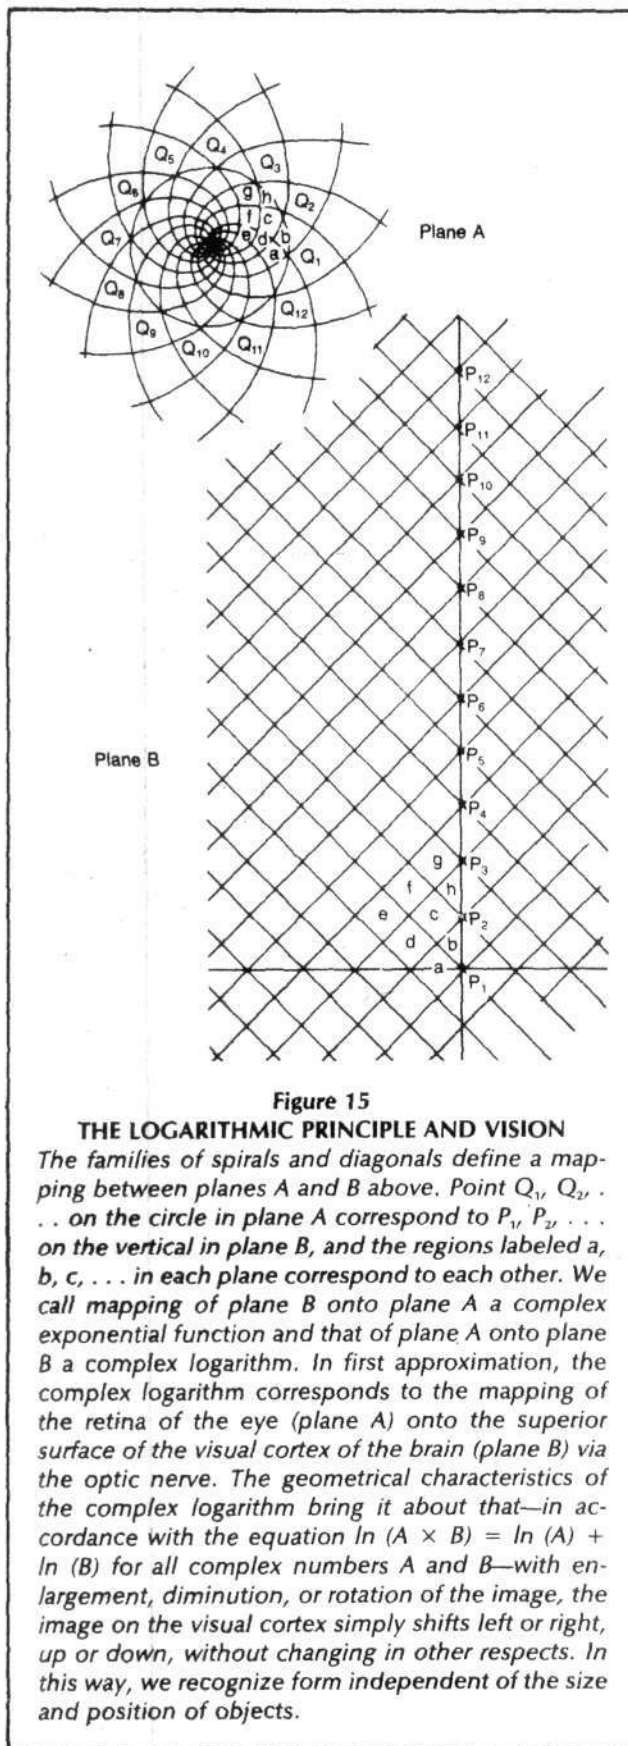 Q₄
Q₅ Q₃
Q₆ g h Q₂
f c
Q₇ e d b Plane A
a Q₁
Q₈
Q₉ Q₁₂
Q₁₀ Q₁₁
P₁₂
P₁₁
P₁₀
P₉
P₈
P₇
P₆
P₅
Plane B
P₄
g P₃
f h
e c P₂
d b
a P₁
Figure 15
THE LOGARITHMIC PRINCIPLE AND VISION
The families of spirals and diagonals define a map-
ping between planes A and B above. Point Q₁, Q₂, .
. . on the circle in plane A correspond to P₁, P₂, . . .
on the vertical in plane B, and the regions labeled a,
b, c, . . . in each plane correspond to each other. We
call mapping of plane B onto plane A a complex
exponential function and that of plane A onto plane
B a complex logarithm. In first approximation, the
complex logarithm corresponds to the mapping of
the retina of the eye (plane A) onto the superior
surface of the visual cortex of the brain (plane B) via
the optic nerve. The geometrical characteristics of
the complex logarithm bring it about that—in ac-
cordance with the equation ln (A × B) = ln (A) +
ln (B) for all complex numbers A and B—with en-
largement, diminution, or rotation of the image, the
image on the visual cortex simply shifts left or right,
up or down, without changing in other respects. In
this way, we recognize form independent of the size
and position of objects.